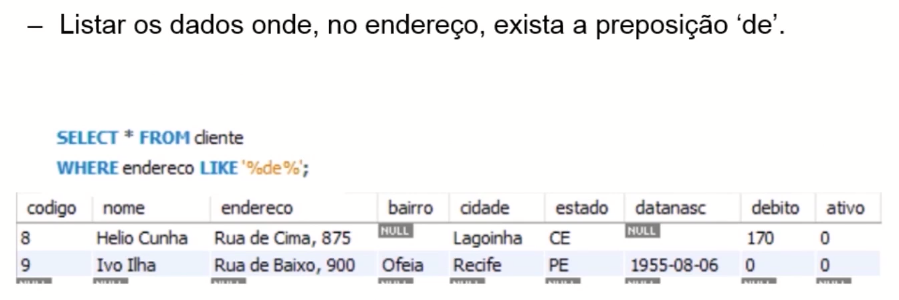 – Listar os dados onde, no endereço, exista a preposição ‘de’.
SELECT * FROM cliente
WHERE endereco LIKE '%de%';
codigo nome endereco bairro cidade estado datanasc debito ativo
8 Helio Cunha Rua de Cima, 875 NULL Lagoinha CE NULL 170 0
9 Ivo Ilha Rua de Baixo, 900 Ofeia Recife PE 1955-08-06 0 0